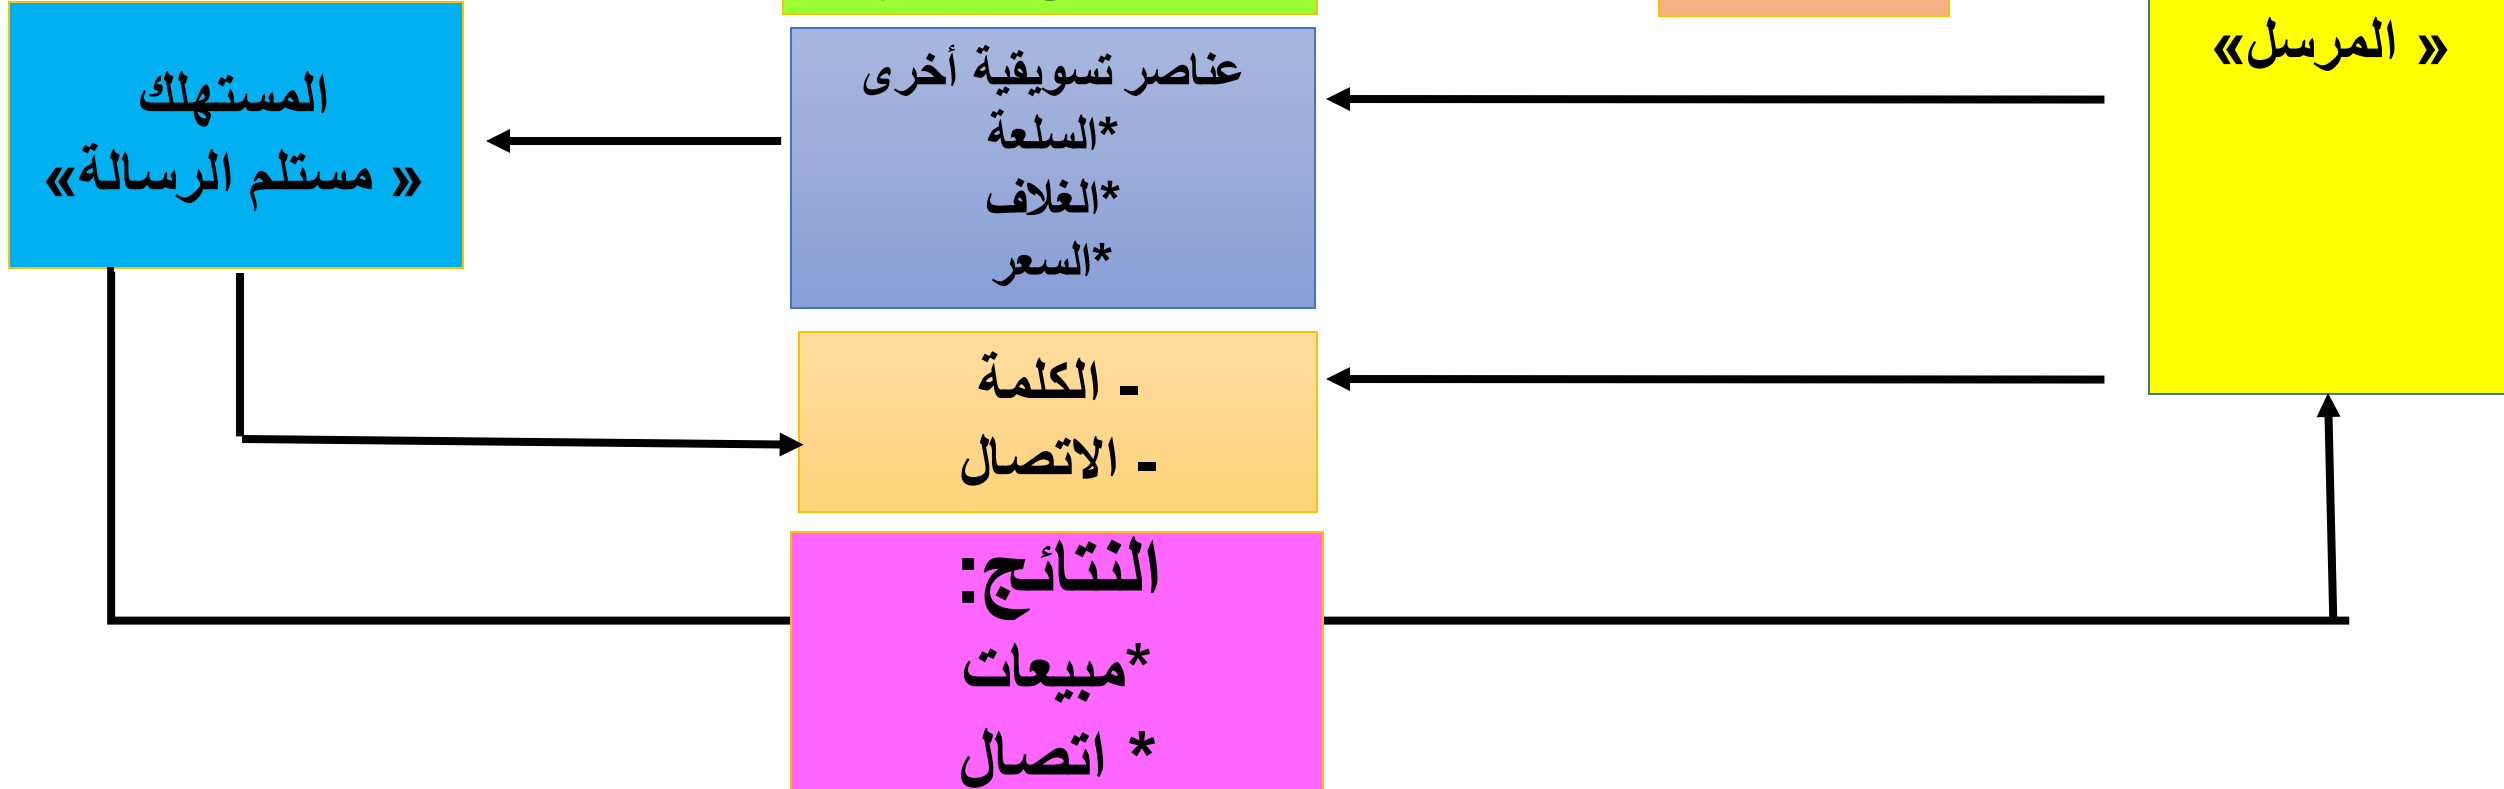 « المرسل »
عناصر تسويقية أخرى
*السلعة
*الغلاف
*السعر
المستهلك
« مستلم الرسالة»
- الكلمة
- الاتصال
النتائج:
*مبيعات
* اتصال